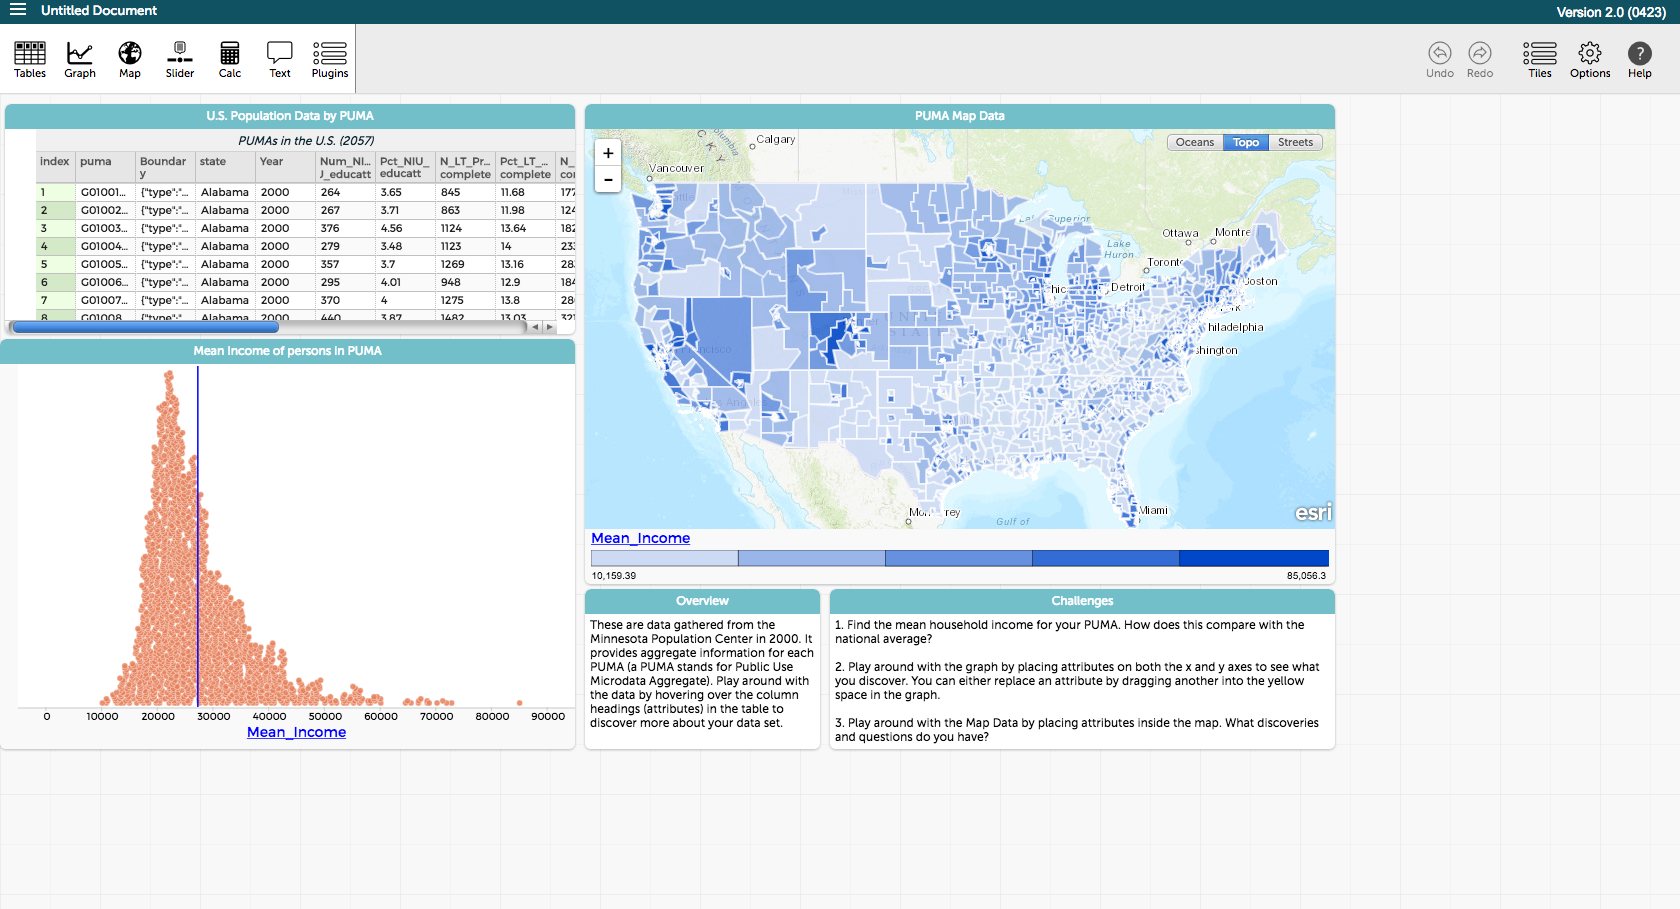 Untitled Document
Version 2.0 (0423)
Tables Graph Map Slider Calc Text Plugins
Undo Redo Tiles Options Help
U.S. Population Data by PUMA
PUMAs in the U.S. (2057)
index puma Boundar state Year Num_NI... Pct_NIU_ N_LT_Pr... Pct_LT_... N_
y J_educatt educatt complete complete co
1 G01001... {"type":"... Alabama 2000 264 3.65 845 11.68 177
2 G01002... {"type":"... Alabama 2000 267 3.71 863 11.98 124
3 G01003... {"type":"... Alabama 2000 376 4.56 1124 13.64 182
4 G01004... {"type":"... Alabama 2000 279 3.48 1123 14 23
5 G01005... {"type":"... Alabama 2000 357 3.7 1269 13.16 28
6 G01006... {"type":"... Alabama 2000 295 4.01 948 12.9 184
7 G01007... {"type":"... Alabama 2000 370 4 1275 13.8 28
8 G01008... {"type":"... Alabama 2000 440 3.87 1482 13.03 321
Mean Income of persons in PUMA
0 10000 20000 30000 40000 50000 60000 70000 80000 90000
Mean_Income
PUMA Map Data
+
-
Oceans Topo Streets
Calgary
Vancouver
Lake Superior
Ottawa Montre
Lake
Huron
Toronto
Chic
Detroit
Boston
hiladelphia
shington
Miami
Gulf of
esri
Mean_Income
10,159.39 85,056.3
Overview
These are data gathered from the
Minnesota Population Center in 2000. It
provides aggregate information for each
PUMA (a PUMA stands for Public Use
Microdata Aggregate). Play around with
the data by hovering over the column
headings (attributes) in the table to
discover more about your data set.
Challenges
1. Find the mean household income for your PUMA. How does this compare with the
national average?
2. Play around with the graph by placing attributes on both the x and y axes to see what
you discover. You can either replace an attribute by dragging another into the yellow
space in the graph.
3. Play around with the Map Data by placing attributes inside the map. What discoveries
and questions do you have?